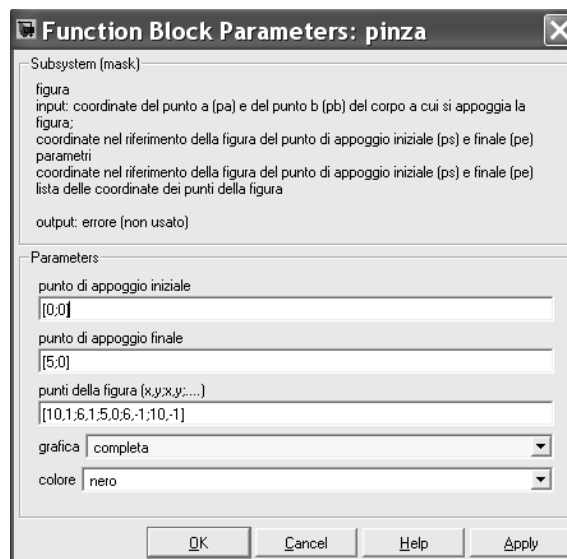 Function Block Parameters: pinza
Subsystem (mask)
figura
input: coordinate del punto a (pa) e del punto b (pb) del corpo a cui si appoggia la
figura;
coordinate nel riferimento della figura del punto di appoggio iniziale (ps) e finale (pe)
parametri
coordinate nel riferimento della figura del punto di appoggio iniziale (ps) e finale (pe)
lista delle coordinate dei punti della figura
output: errore (non usato)
Parameters
punto di appoggio iniziale
[0;0]
punto di appoggio finale
[5;0]
punti della figura (x,y;x,y;....)
[10,1;6,1;5,0;6,-1;10,-1]
grafica completa
colore nero
OK Cancel Help Apply